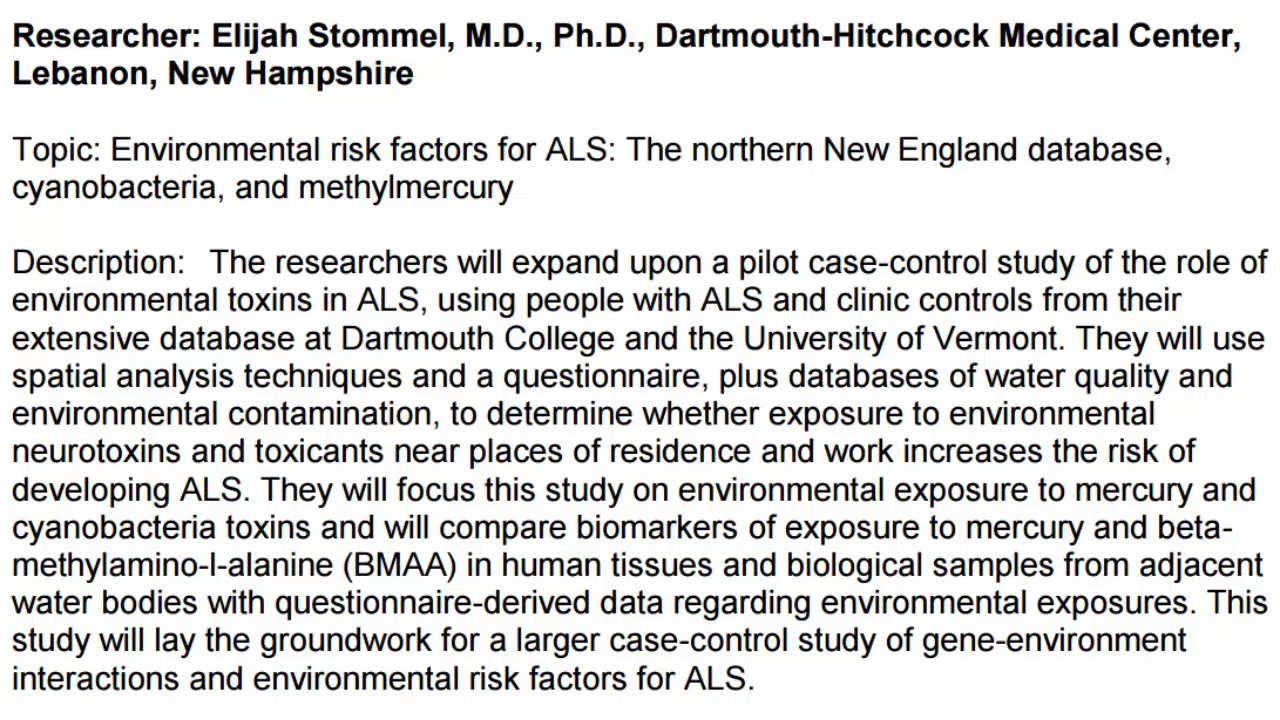 Researcher: Elijah Stommel, M.D., Ph.D., Dartmouth-Hitchcock Medical Center,
Lebanon, New Hampshire
Topic: Environmental risk factors for ALS: The northern New England database,
cyanobacteria, and methylmercury
Description: The researchers will expand upon a pilot case-control study of the role of
environmental toxins in ALS, using people with ALS and clinic controls from their
extensive database at Dartmouth College and the University of Vermont. They will use
spatial analysis techniques and a questionnaire, plus databases of water quality and
environmental contamination, to determine whether exposure to environmental
neurotoxins and toxicants near places of residence and work increases the risk of
developing ALS. They will focus this study on environmental exposure to mercury and
cyanobacteria toxins and will compare biomarkers of exposure to mercury and beta-
methylamino-l-alanine (BMAA) in human tissues and biological samples from adjacent
water bodies with questionnaire-derived data regarding environmental exposures. This
study will lay the groundwork for a larger case-control study of gene-environment
interactions and environmental risk factors for ALS.